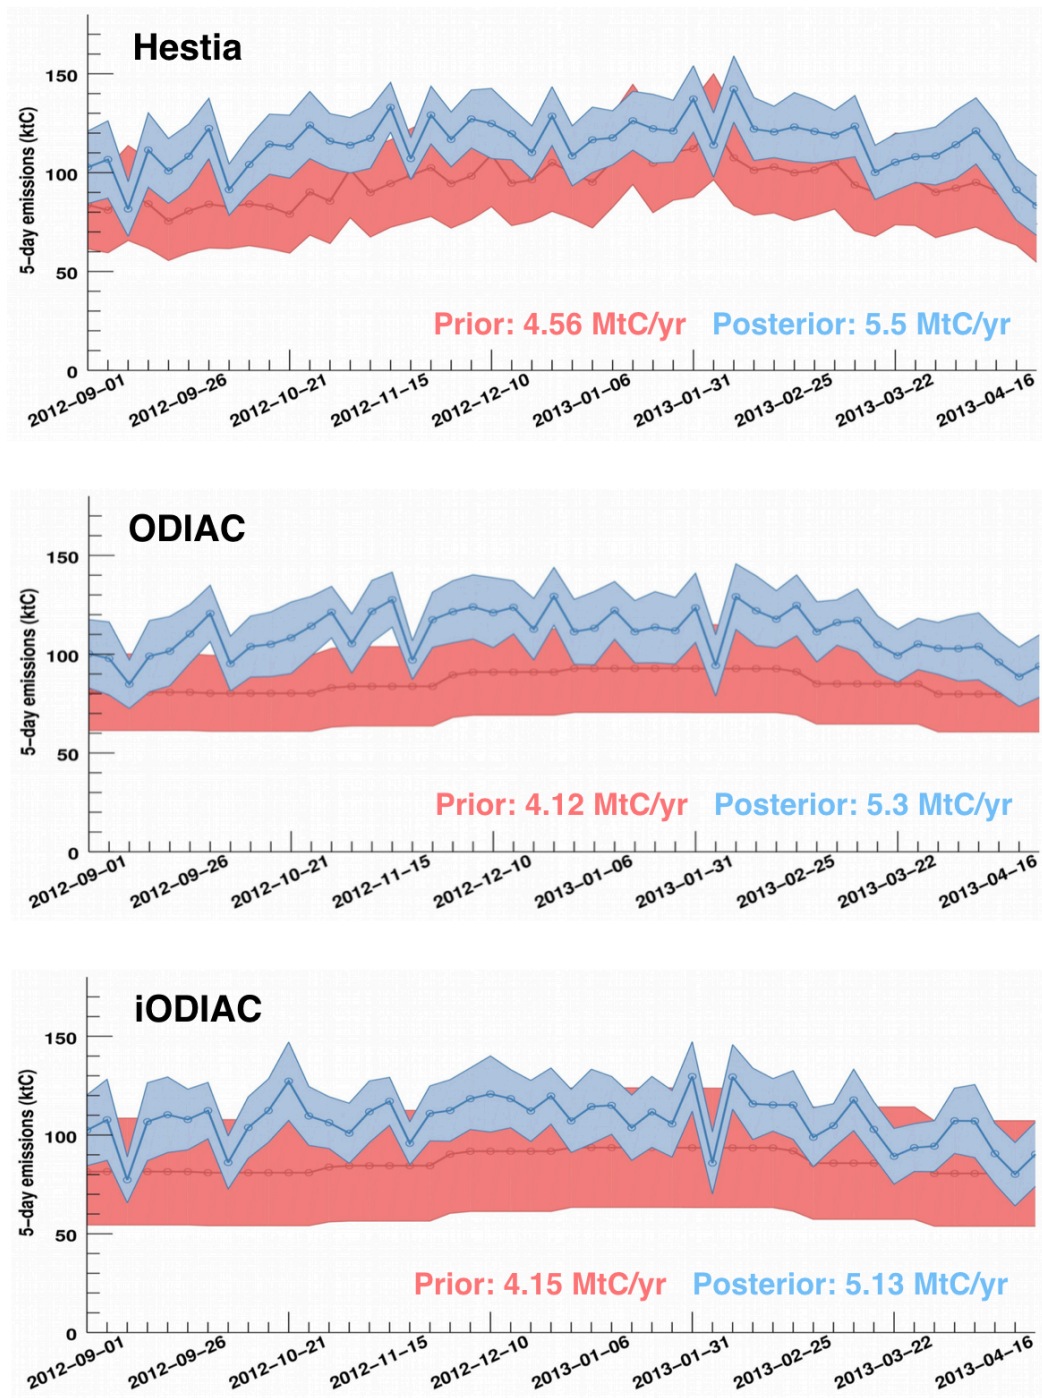 Hestia
150
100
50
0
5-day emissions (ktC)
Prior: 4.56 MtC/yr Posterior: 5.5 MtC/yr
2012-09-01 2012-09-26 2012-10-21 2012-11-15 2012-12-10 2013-01-06 2013-01-31 2013-02-25 2013-03-22 2013-04-16
ODIAC
150
100
50
0
5-day emissions (ktC)
Prior: 4.12 MtC/yr Posterior: 5.3 MtC/yr
2012-09-01 2012-09-26 2012-10-21 2012-11-15 2012-12-10 2013-01-06 2013-01-31 2013-02-25 2013-03-22 2013-04-16
iODIAC
150
100
50
0
5-day emissions (ktC)
Prior: 4.15 MtC/yr Posterior: 5.13 MtC/yr
2012-09-01 2012-09-26 2012-10-21 2012-11-15 2012-12-10 2013-01-06 2013-01-31 2013-02-25 2013-03-22 2013-04-16